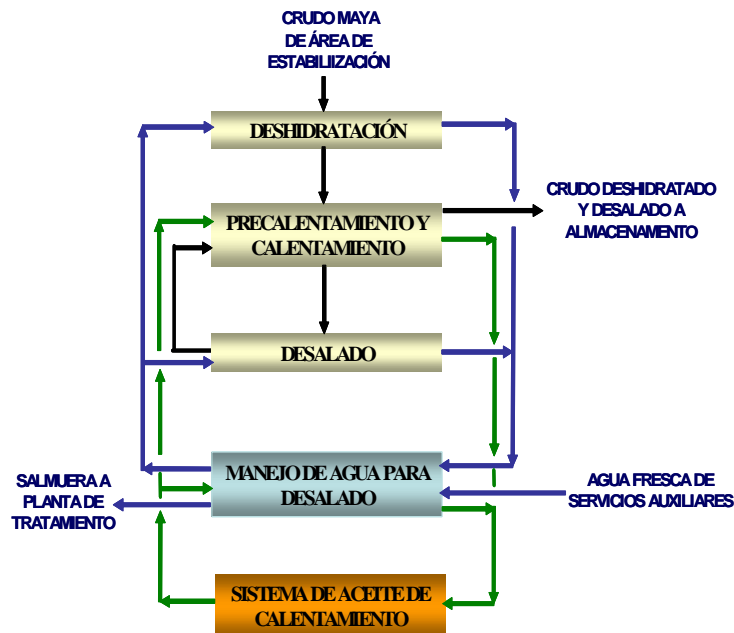 CRUDO MAYA
DE ÁREA DE
ESTABILIIZACIÓN
DESHIDRATACIÓN
PRECALENTAMIENTO Y
CALENTAMIENTO
CRUDO DESHIDRATADO
Y DESALADO A
ALMACENAMENTO
DESALADO
MANEJO DE AGUA PARA
DESALADO
SALMUERA A
PLANTA DE
TRATAMIENTO
AGUA FRESCA DE
SERVICIOS AUXILIARES
SISTEMA DE ACEITE DE
CALENTAMIENTO